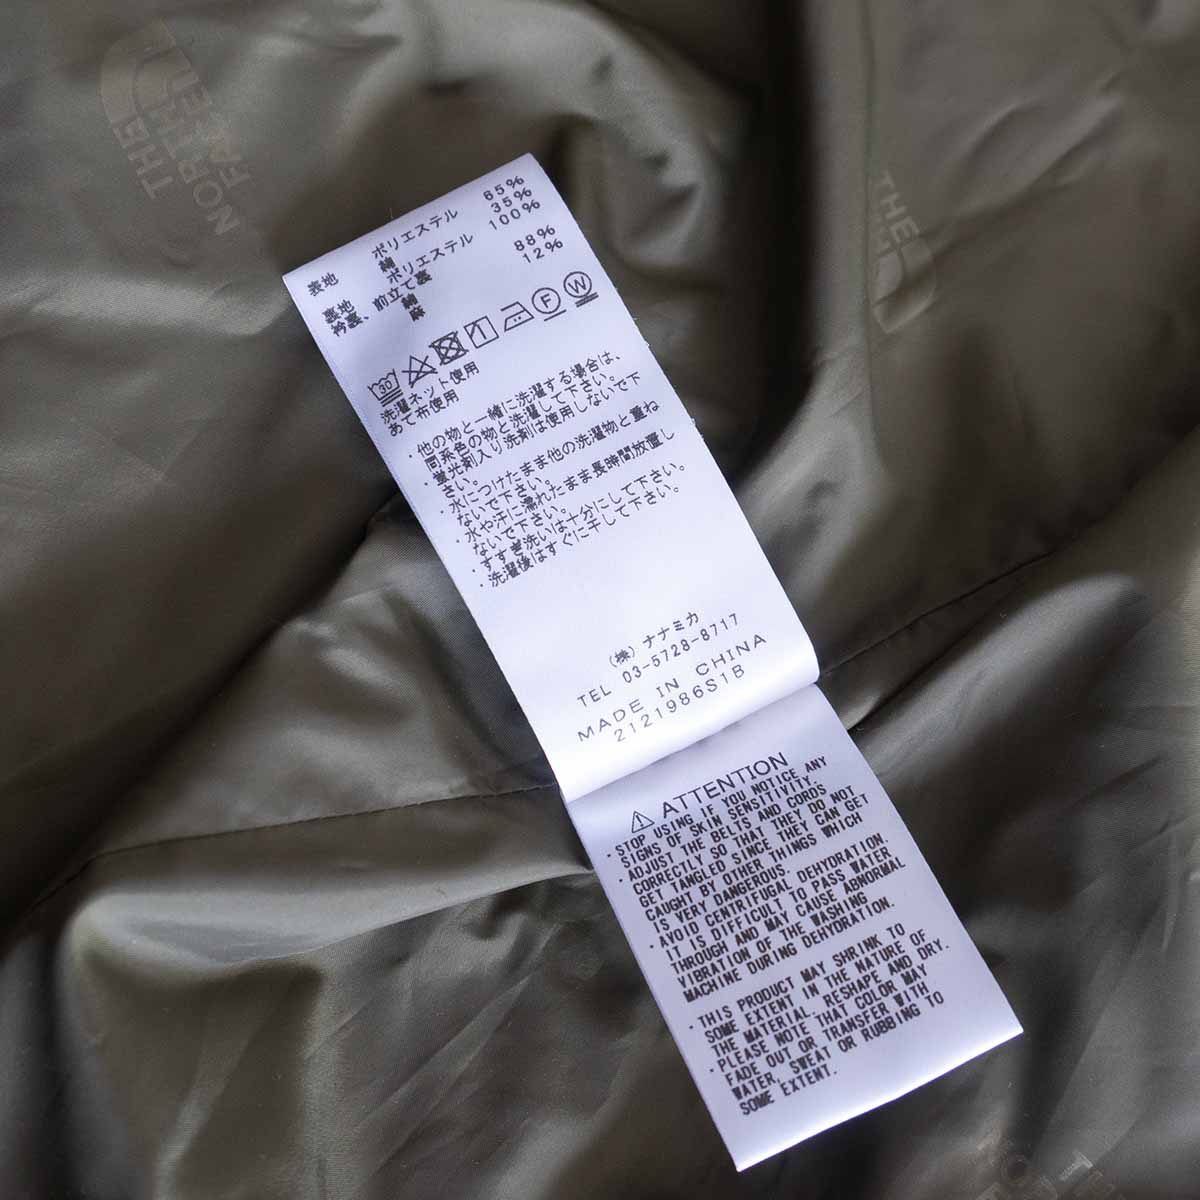 THE
NORTH
FACE
THE
表地 ポリエステル 65%
綿 35%
裏地 ポリエステル 100%
衿裏、前立て裏
綿 88%
麻 12%
30
F
W
洗濯ネット使用
あて布使用
・他の物と一緒に洗濯する場合は、
同系色の物と洗濯して下さい。
・蛍光剤入り洗剤は使用しないで下
さい。
・水につけたまま他の洗濯物と重ね
ないで下さい。
・水や汗に濡れたまま長時間放置し
ないで下さい。
・すすぎ洗いは十分にして下さい。
・洗濯後はすぐに干して下さい。
(株) ナナミカ
TEL 03-5728-8717
MADE IN CHINA
2121986S1B
ATTENTION
・STOP USING IF YOU NOTICE ANY
SIGNS OF SKIN SENSITIVITY.
・ADJUST THE BELTS AND CORDS
CORRECTLY SO THAT THEY DO NOT
GET TANGLED SINCE THEY CAN GET
CAUGHT BY OTHER THINGS WHICH
IS VERY DANGEROUS.
・AVOID CENTRIFUGAL DEHYDRATION.
IT IS DIFFICULT TO PASS WATER
THROUGH AND MAY CAUSE ABNORMAL
VIBRATION OF THE WASHING
MACHINE DURING DEHYDRATION.
・THIS PRODUCT MAY SHRINK TO
SOME EXTENT IN THE NATURE OF
THE MATERIAL. RESHAPE AND DRY.
・PLEASE NOTE THAT COLOR MAY
FADE OUT OR TRANSFER WITH
WATER, SWEAT OR RUBBING TO
SOME EXTENT.